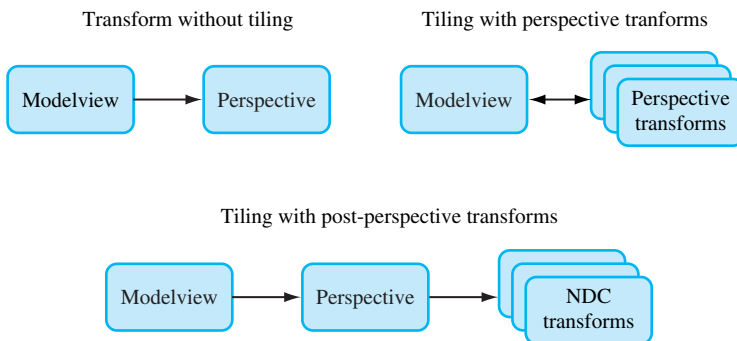 Transform without tiling
Tiling with perspective tranforms
Modelview
Perspective
Modelview
Perspective
transforms
Tiling with post-perspective transforms
Modelview
Perspective
NDC
transforms